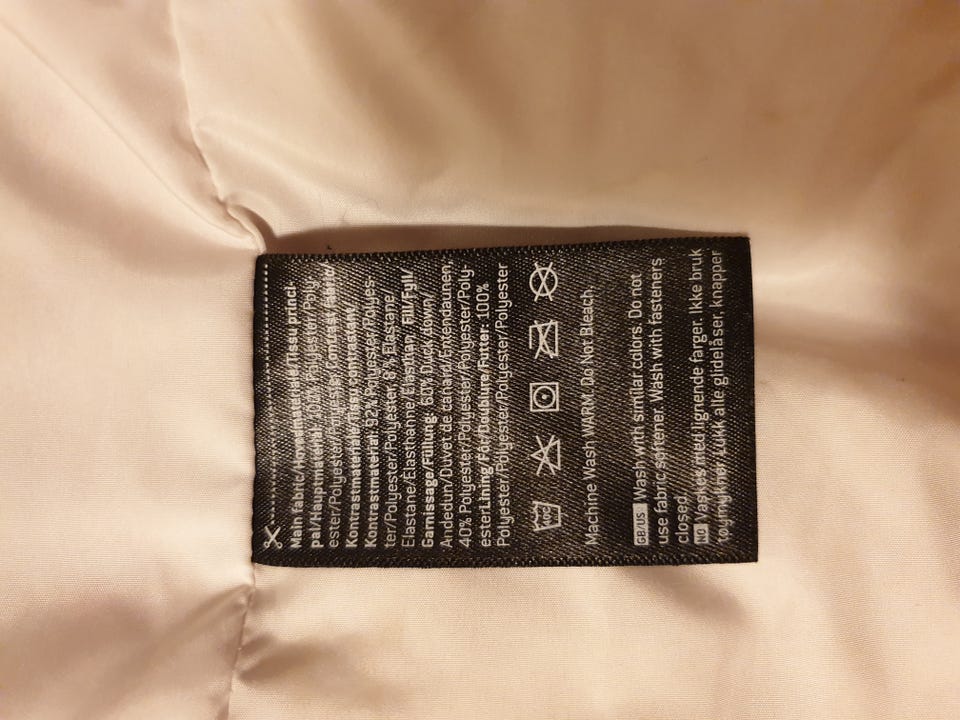 Main fabric/Hovedmateriale/Tissu princi-
pal/Hauptmaterial: 100% Polyester/Poly-
ester/Polyester/Polyester Contrast fabric/
Kontrastmateriale/Tissu contrastant/
Kontrastmaterial: 92% Polyester/Polyes-
ter/Polyester/Polyester, 8% Elastane/
Elastane/Élasthanne/Elasthan Fill/Fyll/
Garnissage/Füllung: 60% Duck down/
Andedun/Duvet de canard/Entendaunen,
40% Polyester/Polyester/Polyester/Poly-
ester Lining/Fôr/Doublure/Futter: 100%
Polyester/Polyester/Polyester/Polyester
Machine Wash WARM. Do Not Bleach.
GB/US Wash with similar colors. Do not
use fabric softener. Wash with fasteners
closed.
NO Vaskes med lignende farger. Ikke bruk
tøymykner. Lukk alle glidelåser, knapper